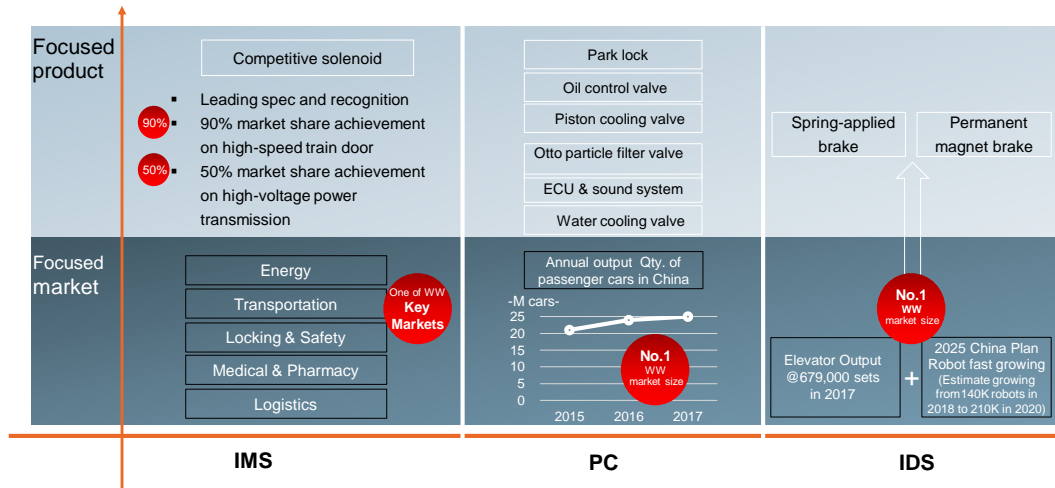 Focused
product
Competitive solenoid
▪ Leading spec and recognition
90%
▪ 90% market share achievement
on high-speed train door
50%
▪ 50% market share achievement
on high-voltage power
transmission
Park lock
Oil control valve
Piston cooling valve
Otto particle filter valve
ECU & sound system
Water cooling valve
Spring-applied
brake
Permanent
magnet brake
Focused
market
Energy
Transportation
Locking & Safety
Medical & Pharmacy
Logistics
One of WW
Key
Markets
Annual output Qty. of
passenger cars in China
-M cars-
25
20
15
10
5
0
2015 2016 2017
No.1
WW
market size
No.1
WW
market size
Elevator Output
@679,000 sets
in 2017
+
2025 China Plan
Robot fast growing
(Estimate growing
from140K robots in
2018 to 210K in 2020)
IMS
PC
IDS